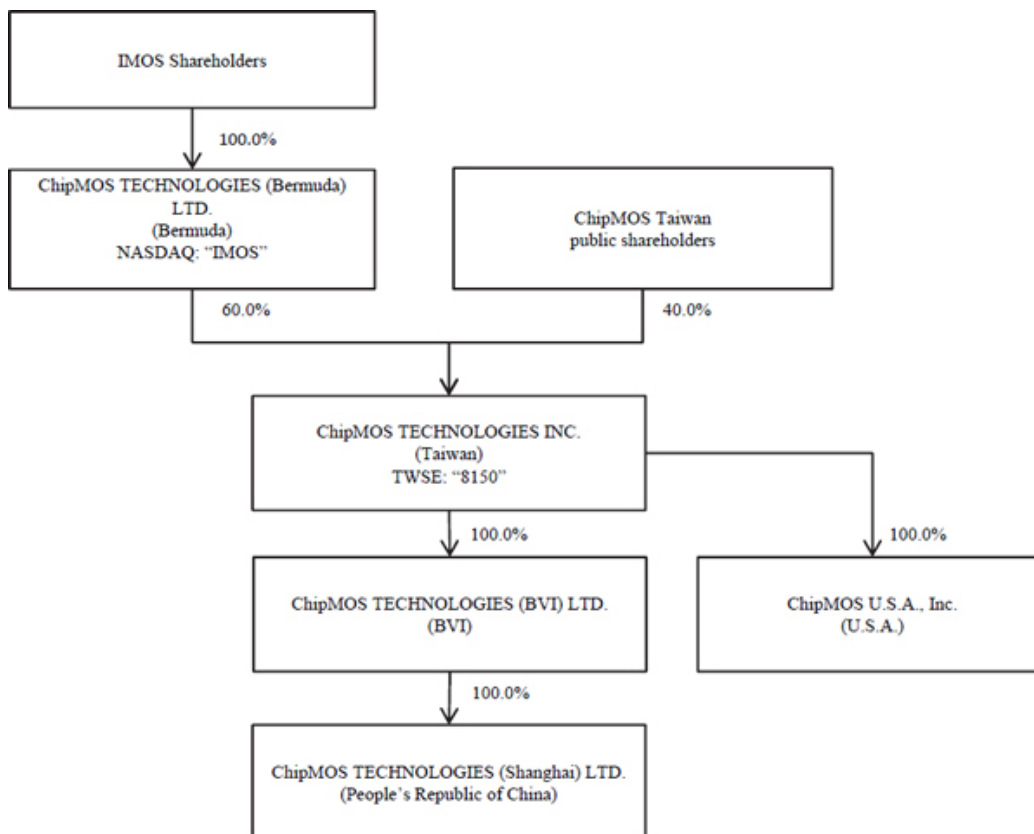 IMOS Shareholders
100.0%
ChipMOS TECHNOLOGIES (Bermuda)
LTD.
(Bermuda)
NASDAQ: “IMOS”
ChipMOS Taiwan
public shareholders
60.0%
40.0%
ChipMOS TECHNOLOGIES INC.
(Taiwan)
TWSE: “8150”
100.0%
100.0%
ChipMOS TECHNOLOGIES (BVI) LTD.
(BVI)
ChipMOS U.S.A., Inc.
(U.S.A.)
100.0%
ChipMOS TECHNOLOGIES (Shanghai) LTD.
(People’s Republic of China)